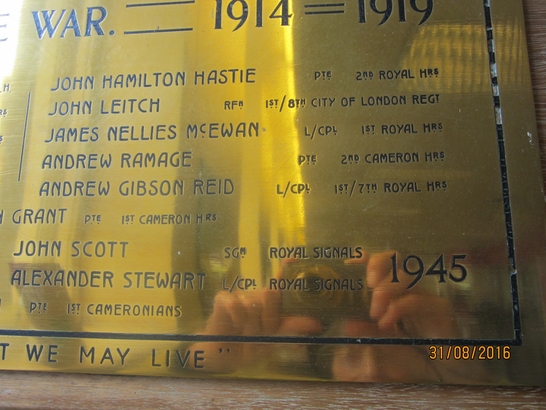 WAR. 1914 = 1919
JOHN HAMILTON HASTIE PTE 2ND ROYAL HRS
JOHN LEITCH RFN 1ST/8TH CITY OF LONDON REGT
JAMES NELLIES McEWAN L/CPL 1ST ROYAL HRS
ANDREW RAMAGE PTE 2ND CAMERON HRS
ANDREW GIBSON REID L/CPL 1ST/7TH ROYAL HRS
GRANT PTE 1ST CAMERON HRS
JOHN SCOTT SGN ROYAL SIGNALS
ALEXANDER STEWART L/CPL ROYAL SIGNALS 1945
PTE 1ST CAMERONIANS
T WE MAY LIVE"
31/08/2016